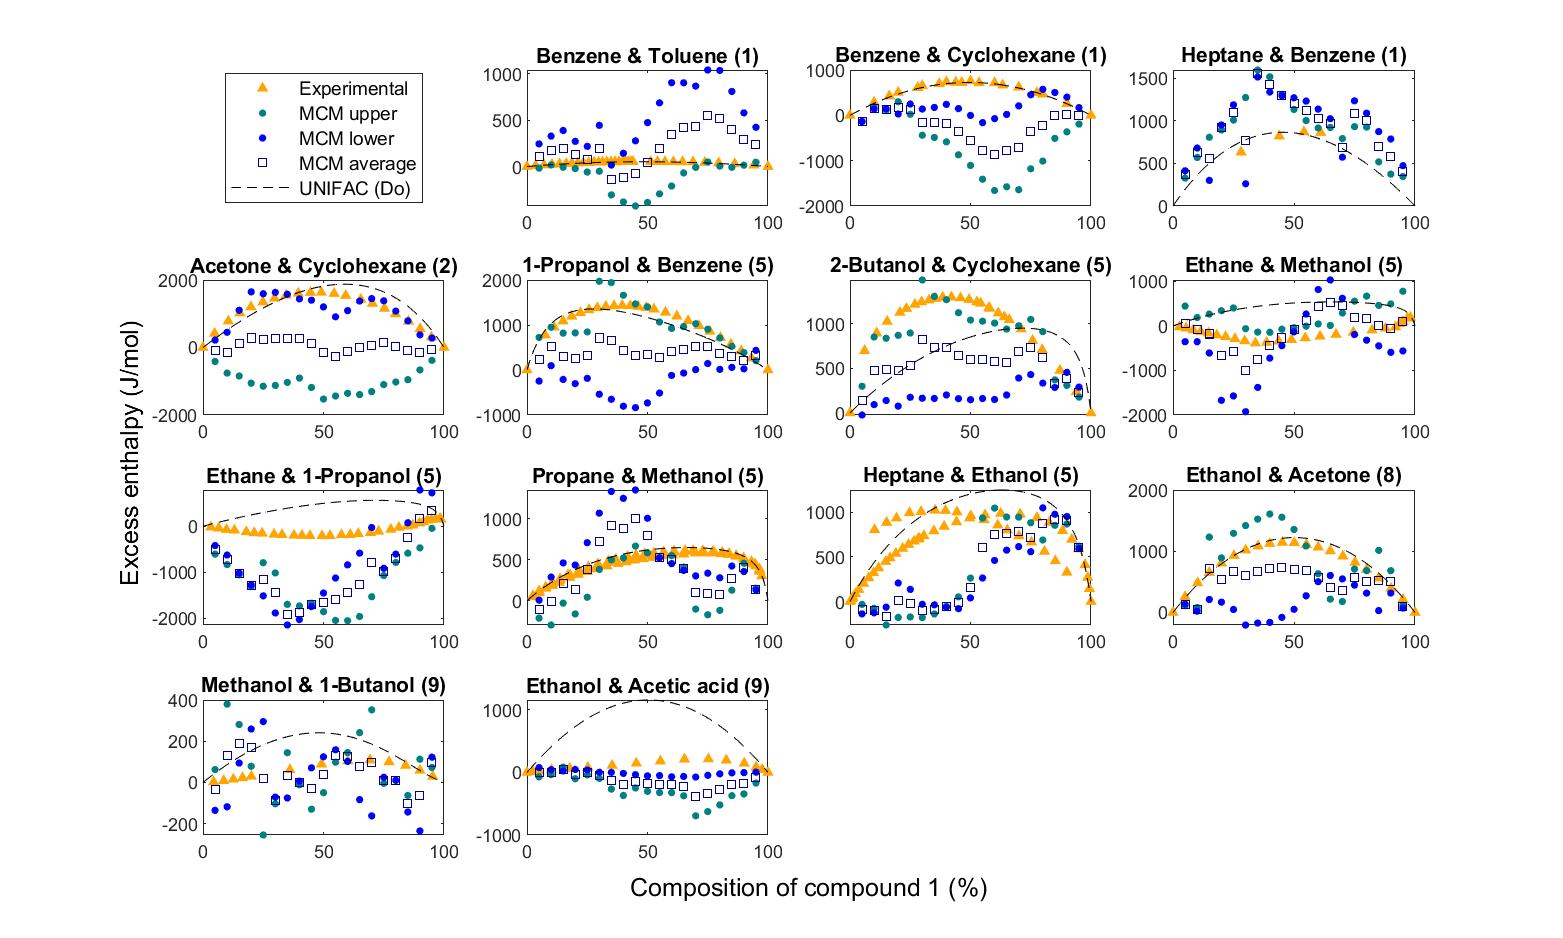 Experimental
MCM upper
MCM lower
MCM average
UNIFAC (Do)
Benzene & Toluene (1)
1000
500
0
0 50 100
Benzene & Cyclohexane (1)
1000
0
-1000
-2000
0 50 100
Heptane & Benzene (1)
1500
1000
500
0
0 50 100
Acetone & Cyclohexane (2)
2000
0
-2000
0 50 100
1-Propanol & Benzene (5)
2000
1000
0
-1000
0 50 100
2-Butanol & Cyclohexane (5)
1000
500
0
0 50 100
Ethane & Methanol (5)
1000
0
-1000
-2000
0 50 100
Excess enthalpy (J/mol)
Ethane & 1-Propanol (5)
0
-1000
-2000
0 50 100
Propane & Methanol (5)
1000
500
0
0 50 100
Heptane & Ethanol (5)
1000
500
0
0 50 100
Ethanol & Acetone (8)
2000
1000
0
0 50 100
Methanol & 1-Butanol (9)
400
200
0
-200
0 50 100
Ethanol & Acetic acid (9)
1000
0
-1000
0 50 100
Composition of compound 1 (%)